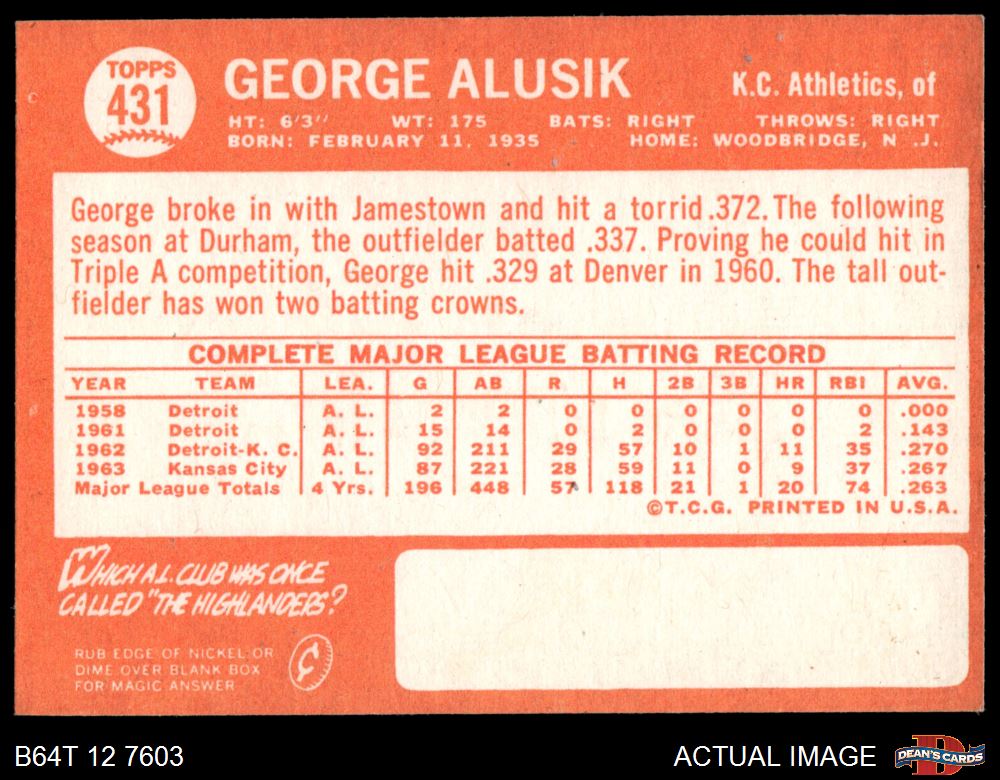 TOPPS
431
GEORGE ALUSIK
K.C. Athletics, of
HT: 6'3" WT: 175 BATS: RIGHT THROWS: RIGHT
BORN: FEBRUARY 11, 1935 HOME: WOODBRIDGE, N .J.
George broke in with Jamestown and hit a torrid .372. The following
season at Durham, the outfielder batted .337. Proving he could hit in
Triple A competition, George hit .329 at Denver in 1960. The tall out-
fielder has won two batting crowns.
COMPLETE MAJOR LEAGUE BATTING RECORD
YEAR TEAM LEA. G AB R H 2B 3B HR RBI AVG.
1958 Detroit A. L. 2 2 0 0 0 0 0 0 .000
1961 Detroit A. L. 15 14 0 2 0 0 0 2 .143
1962 Detroit-K. C. A. L. 92 211 29 57 10 1 11 35 .270
1963 Kansas City A. L. 87 221 28 59 11 0 9 37 .267
Major League Totals 4 Yrs. 196 448 57 118 21 1 20 74 .263
©T.C.G. PRINTED IN U.S.A.
WHICH A.L. CLUB WAS ONCE
CALLED "THE HIGHLANDERS?
RUB EDGE OF NICKEL OR
DIME OVER BLANK BOX
FOR MAGIC ANSWER
¢
B64T 12 7603
ACTUAL IMAGE
DEAN'S CARDS